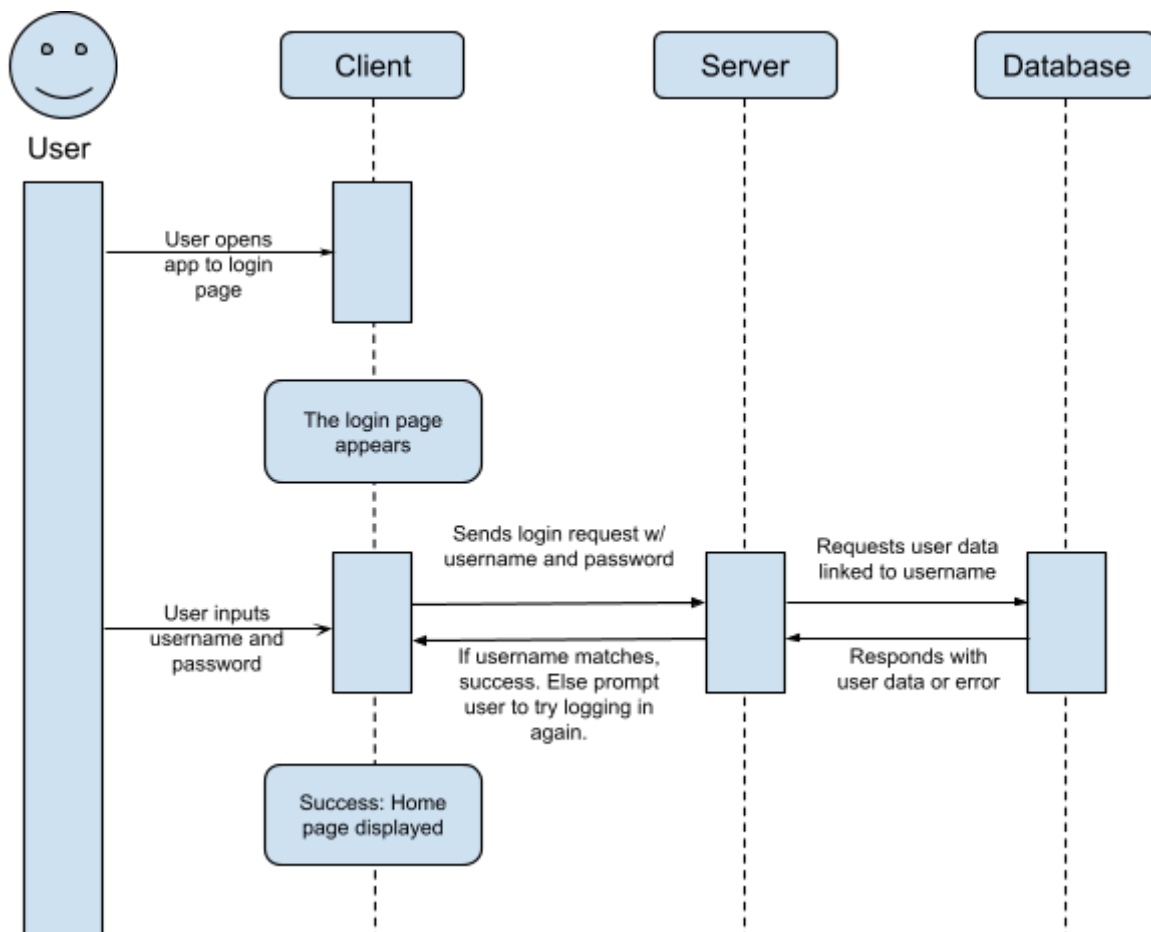 Client
Server
Database
User
User opens
app to login
page
The login page
appears
Sends login request w/
username and password
Requests user data
linked to username
User inputs
username and
password
If username matches,
success. Else prompt
user to try logging in
again.
Responds with
user data or error
Success: Home
page displayed